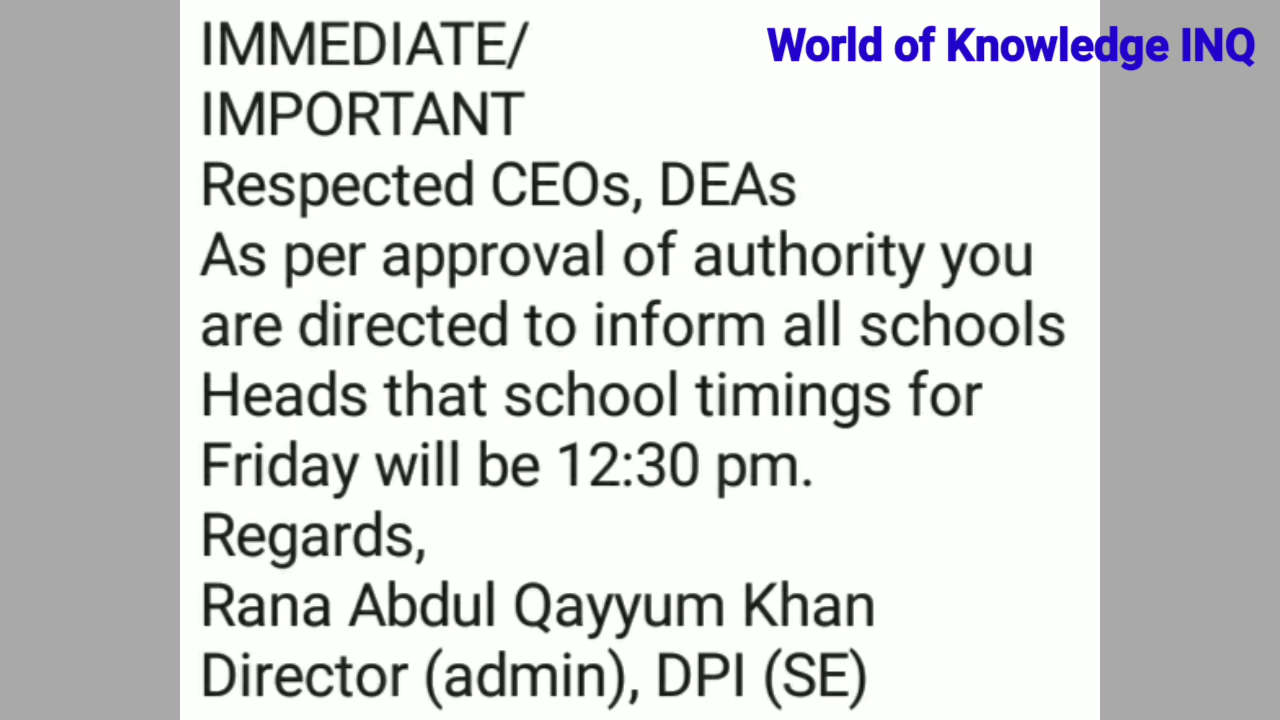 IMMEDIATE/
World of Knowledge INQ
IMPORTANT
Respected CEOs, DEAs
As per approval of authority you
are directed to inform all schools
Heads that school timings for
Friday will be 12:30 pm.
Regards,
Rana Abdul Qayyum Khan
Director (admin), DPI (SE)